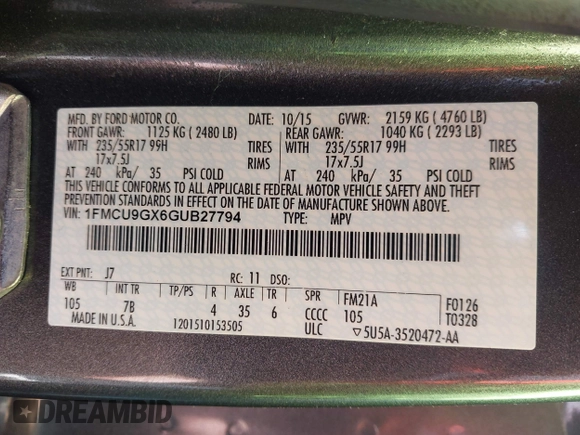 MFD. BY FORD MOTOR CO. DATE: 10/15 GVWR: 2159 KG (4760 LB)
FRONT GAWR: 1125 KG (2480 LB) REAR GAWR: 1040 KG (2293 LB)
WITH 235/55R17 99H TIRES WITH 235/55R17 99H TIRES
17x7.5J RIMS 17x7.5J RIMS
AT 240 kPa/ 35 PSI COLD AT 240 kPa/ 35 PSI COLD
THIS VEHICLE CONFORMS TO ALL APPLICABLE FEDERAL MOTOR VEHICLE SAFETY AND THEFT
PREVENTION STANDARDS IN EFFECT ON THE DATE OF MANUFACTURE SHOWN ABOVE.
VIN: 1FMCU9GX6GUB27794 TYPE: MPV
EXT PNT: J7 RC: 11 DSO:
WB INT TR TP/PS R AXLE TR SPR FM21A F0126
105 7B 4 35 6 CCCC 105 T0328
MADE IN U.S.A. 1201510153505 ULC ▽5U5A-3520472-AA
DREAMBID